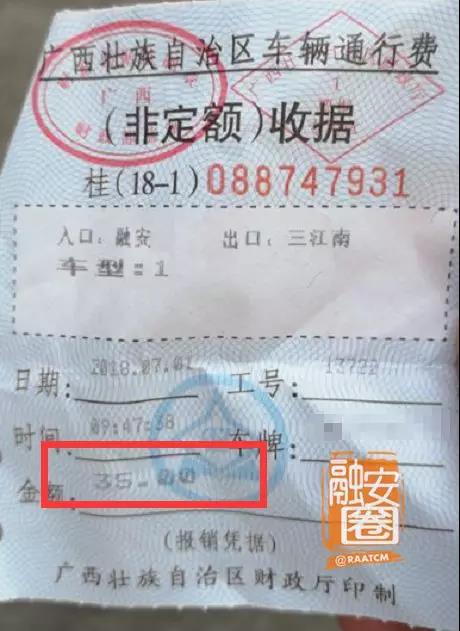 广西壮族自治区车辆通行费
广西
(非定额)收据
桂(18-1)088747931
入口：融安 出口：三江南
车型：1
日期： 2018.07.01 工号： 13722
时间： 09:47:38 车牌：
金额： 35.00
融安圈
@RAATCM
(报销凭据)
广西壮族自治区财政厅印制